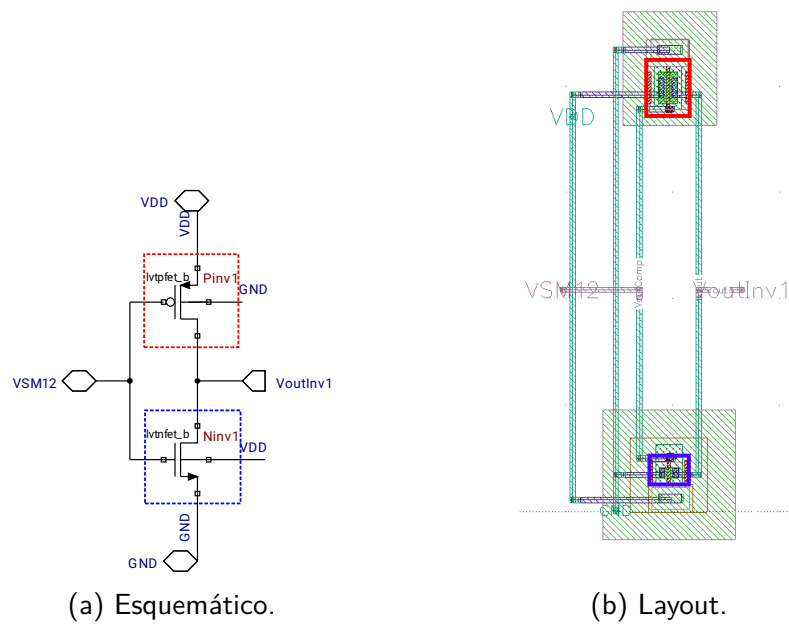 VDD
VDD
lvtpfet_b
Pinv1
GND
VSM12
VoutInv1
lvtnfet_b
Ninv1
VDD
GND
GND
(a) Esquemático.
VDD
VSM12
VoutInv1
GND
(b) Layout.